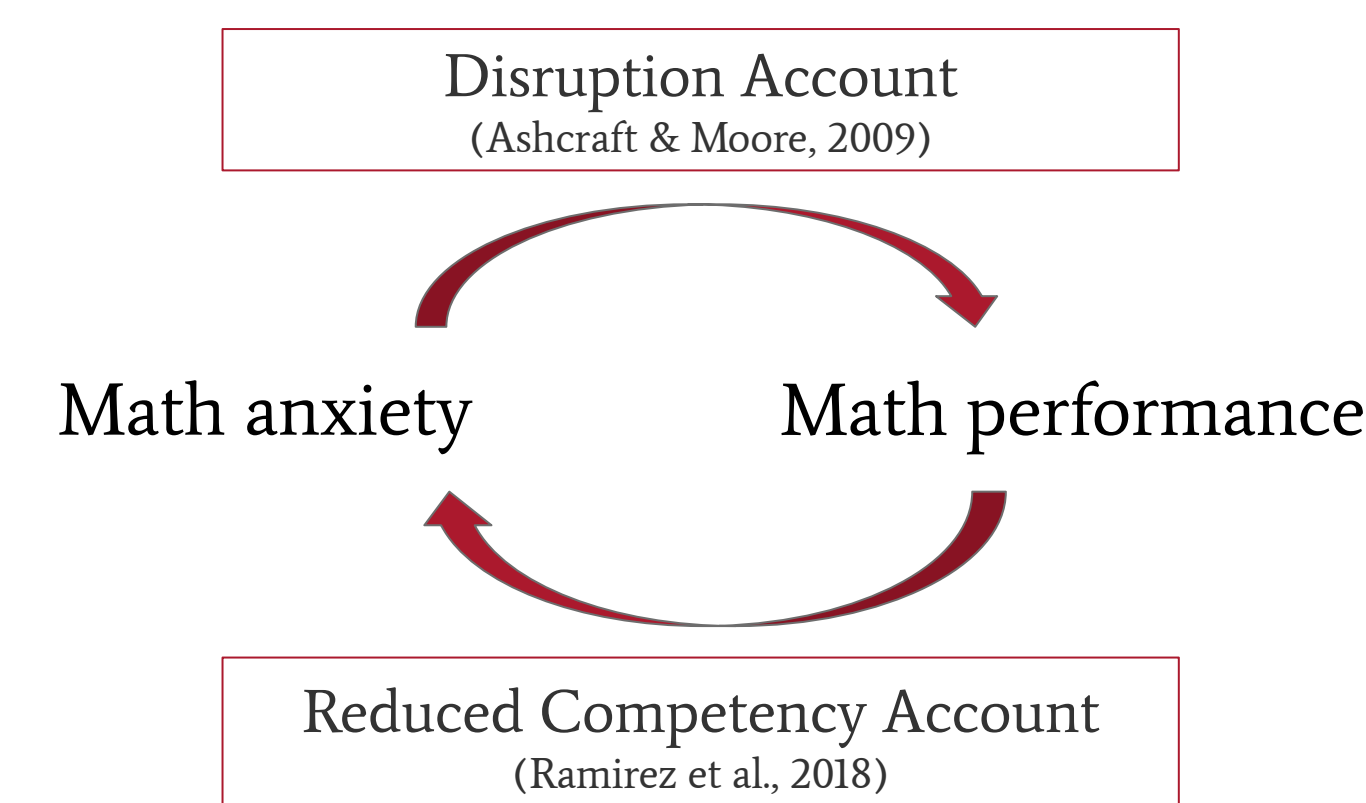 Disruption Account
(Ashcraft & Moore, 2009)
Math anxiety
Math performance
Reduced Competency Account
(Ramirez et al., 2018)